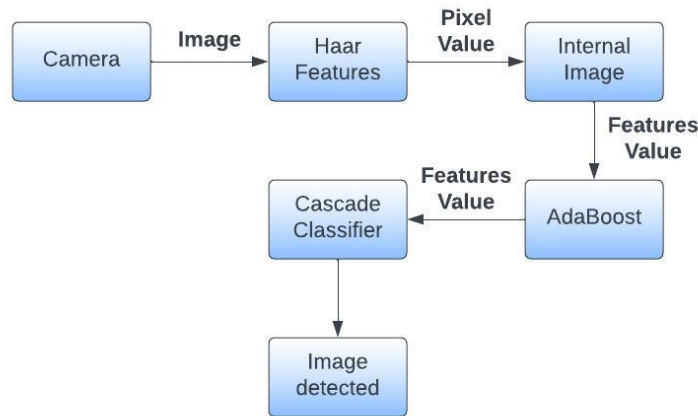 Camera
Image
Haar
Features
Pixel
Value
Internal
Image
Features
Value
AdaBoost
Features
Value
Cascade
Classifier
Image
detected